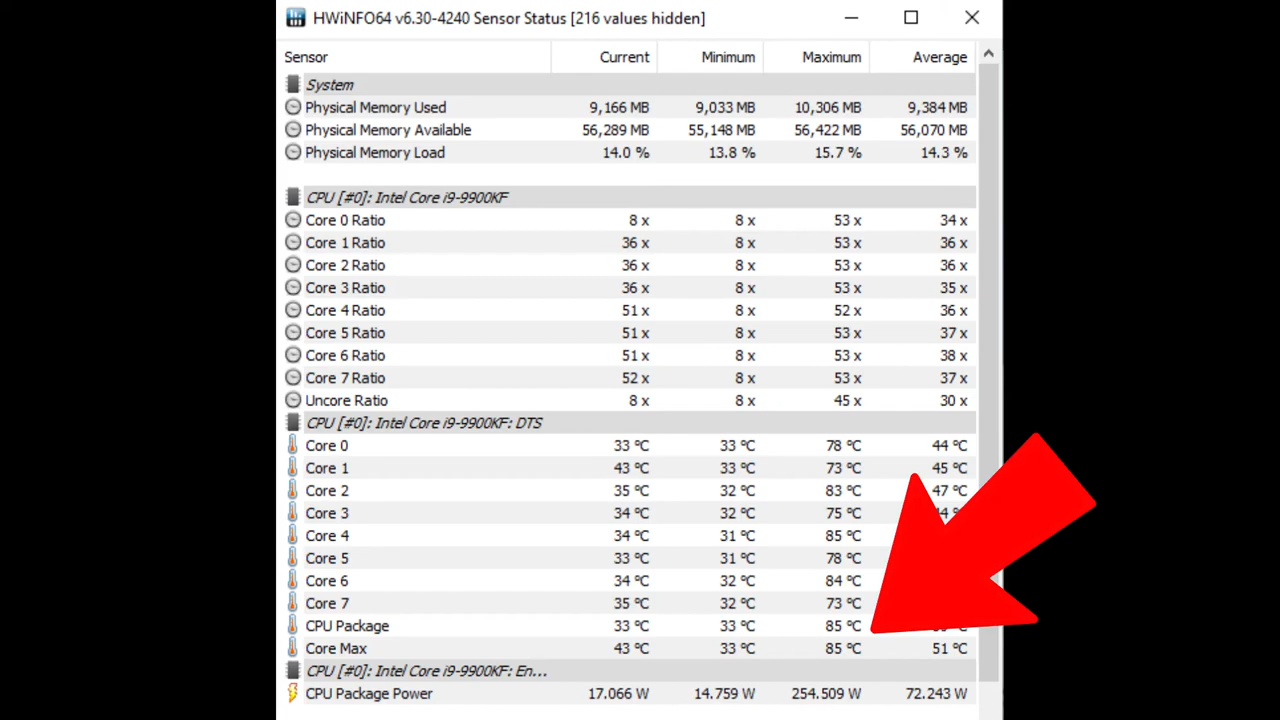 HWiNFO64 v6.30-4240 Sensor Status [216 values hidden]
Sensor Current Minimum Maximum Average
System
Physical Memory Used 9,166 MB 9,033 MB 10,306 MB 9,384 MB
Physical Memory Available 56,289 MB 55,148 MB 56,422 MB 56,070 MB
Physical Memory Load 14.0 % 13.8 % 15.7 % 14.3 %
CPU [#0]: Intel Core i9-9900KF
Core 0 Ratio 8 x 8 x 53 x 34 x
Core 1 Ratio 36 x 8 x 53 x 36 x
Core 2 Ratio 36 x 8 x 53 x 36 x
Core 3 Ratio 36 x 8 x 53 x 35 x
Core 4 Ratio 51 x 8 x 52 x 36 x
Core 5 Ratio 51 x 8 x 53 x 37 x
Core 6 Ratio 51 x 8 x 53 x 38 x
Core 7 Ratio 52 x 8 x 53 x 37 x
Uncore Ratio 8 x 8 x 45 x 30 x
CPU [#0]: Intel Core i9-9900KF: DTS
Core 0 33 °C 33 °C 78 °C 44 °C
Core 1 43 °C 33 °C 73 °C 45 °C
Core 2 35 °C 32 °C 83 °C 47 °C
Core 3 34 °C 32 °C 75 °C
Core 4 34 °C 31 °C 85 °C
Core 5 33 °C 31 °C 78 °C
Core 6 34 °C 32 °C 84 °C
Core 7 35 °C 32 °C 73 °C
CPU Package 33 °C 33 °C 85 °C
Core Max 43 °C 33 °C 85 °C 51 °C
CPU [#0]: Intel Core i9-9900KF: En...
CPU Package Power 17.066 W 14.759 W 254.509 W 72.243 W